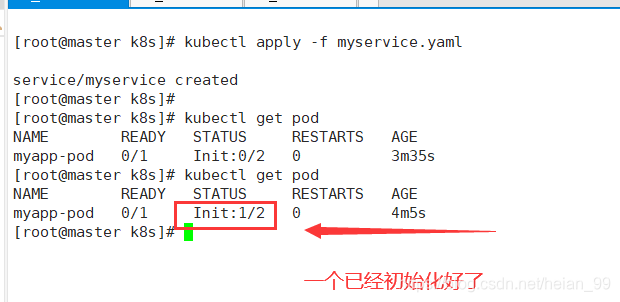 [root@master k8s]# kubectl apply -f myservice.yaml
service/myservice created
[root@master k8s]#
[root@master k8s]# kubectl get pod
NAME READY STATUS RESTARTS AGE
myapp-pod 0/1 Init:0/2 0 3m35s
[root@master k8s]# kubectl get pod
NAME READY STATUS RESTARTS AGE
myapp-pod 0/1 Init:1/2 0 4m5s
[root@master k8s]#
一个已经初始化好了
https://blog.csdn.net/heian_99